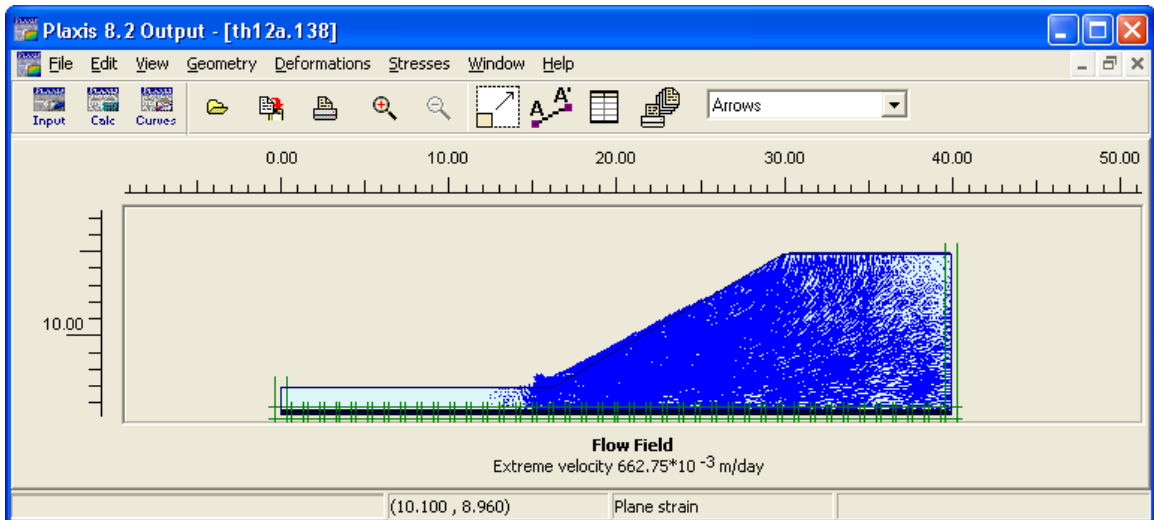 Plaxis 8.2 Output - [th12a.138]
File Edit View Geometry Deformations Stresses Window Help
Input Calc Curves A A' Arrows
0.00 10.00 20.00 30.00 40.00 50.00
10.00
Flow Field
Extreme velocity 662.75*10 -3 m/day
(10.100 , 8.960) Plane strain